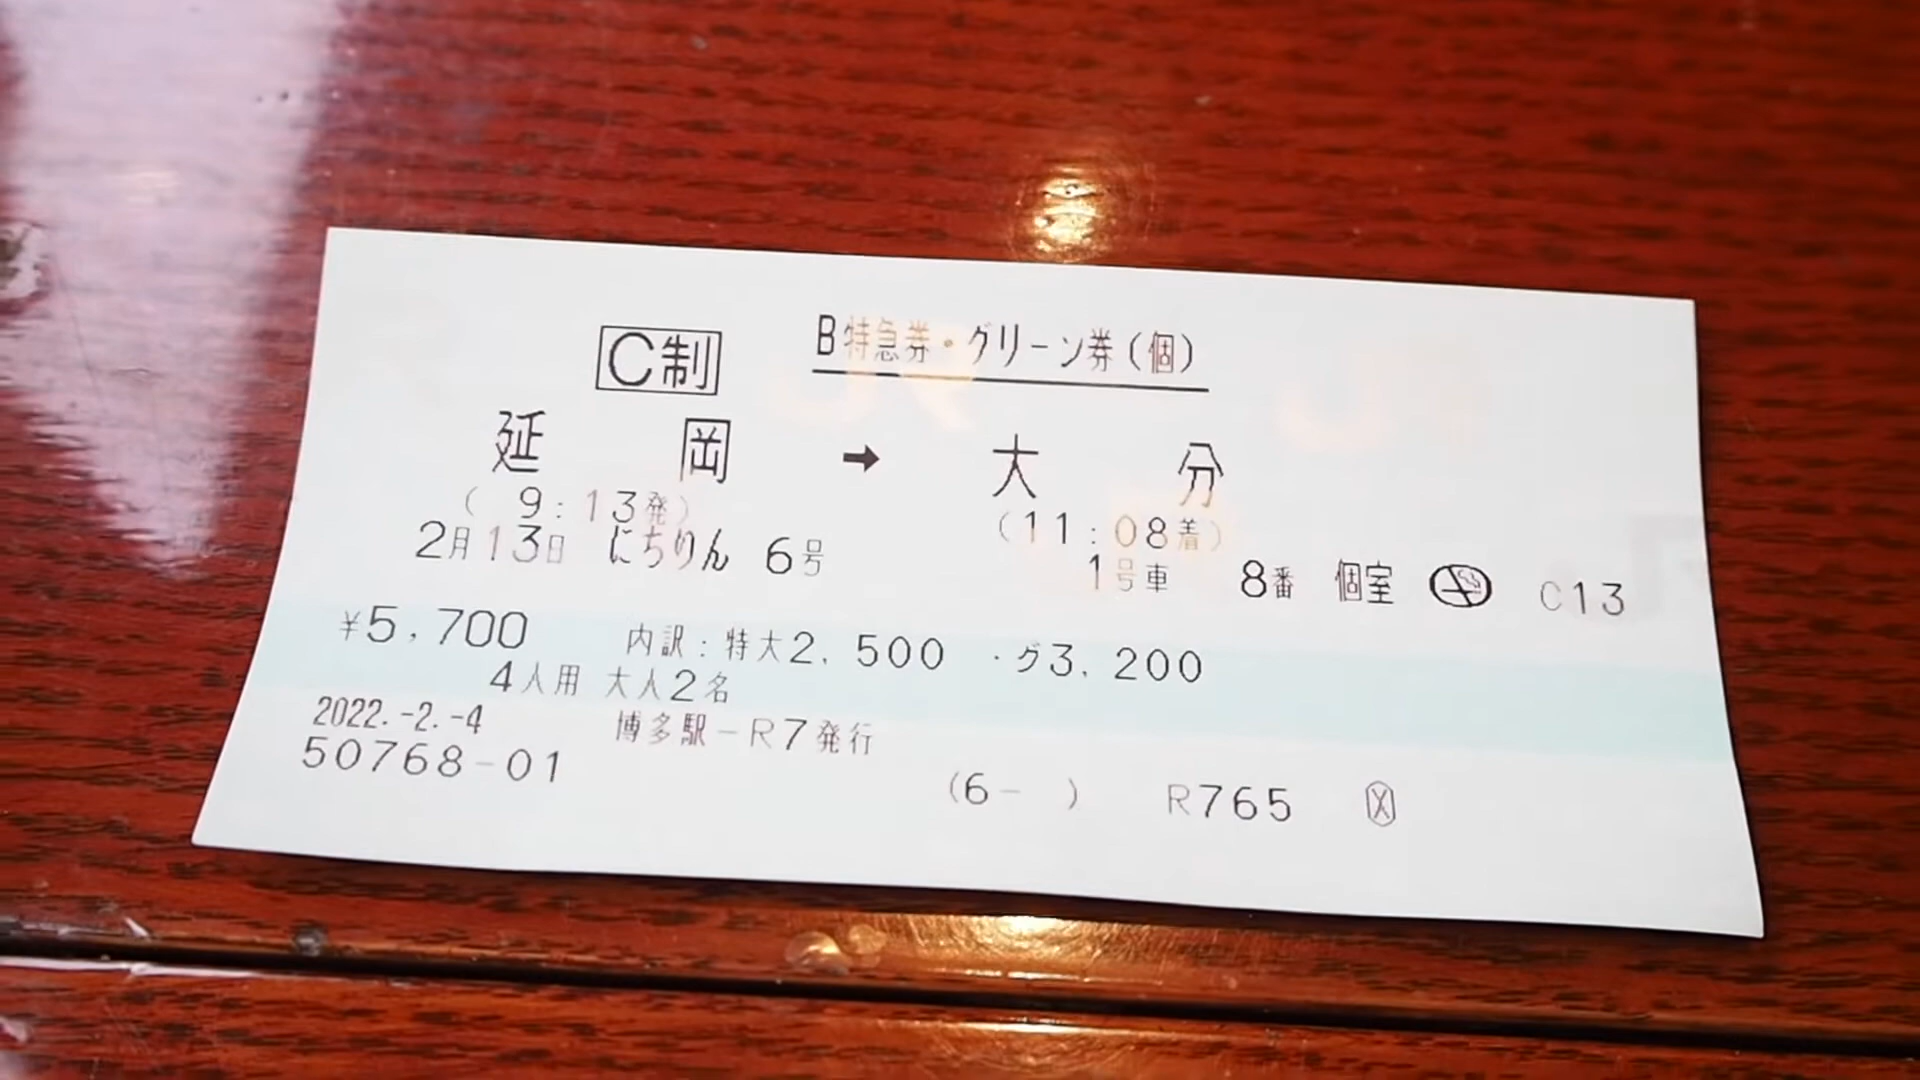 C制 B特急券・グリーン券(個)
延岡 → 大分
( 9:13発) (11:08着)
2月13日 にちりん 6号 1号車 8番 個室 C13
¥5,700 内訳:特大2,500 ・グ3,200
4人用 大人2名
2022.-2.-4 博多駅-R7発行
50768-01 (6- ) R765 Ⓧ